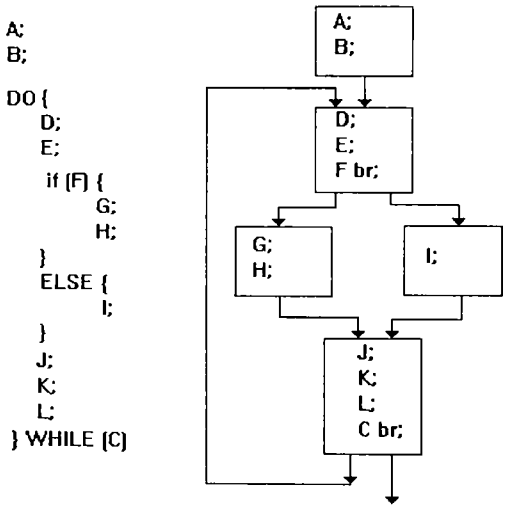 A;
B;
DO {
D;
E;
if (F) {
G;
H;
}
ELSE {
I;
}
J;
K;
L;
} WHILE (C)
A;
B;
D;
E;
F br;
G;
H;
I;
J;
K;
L;
C br;